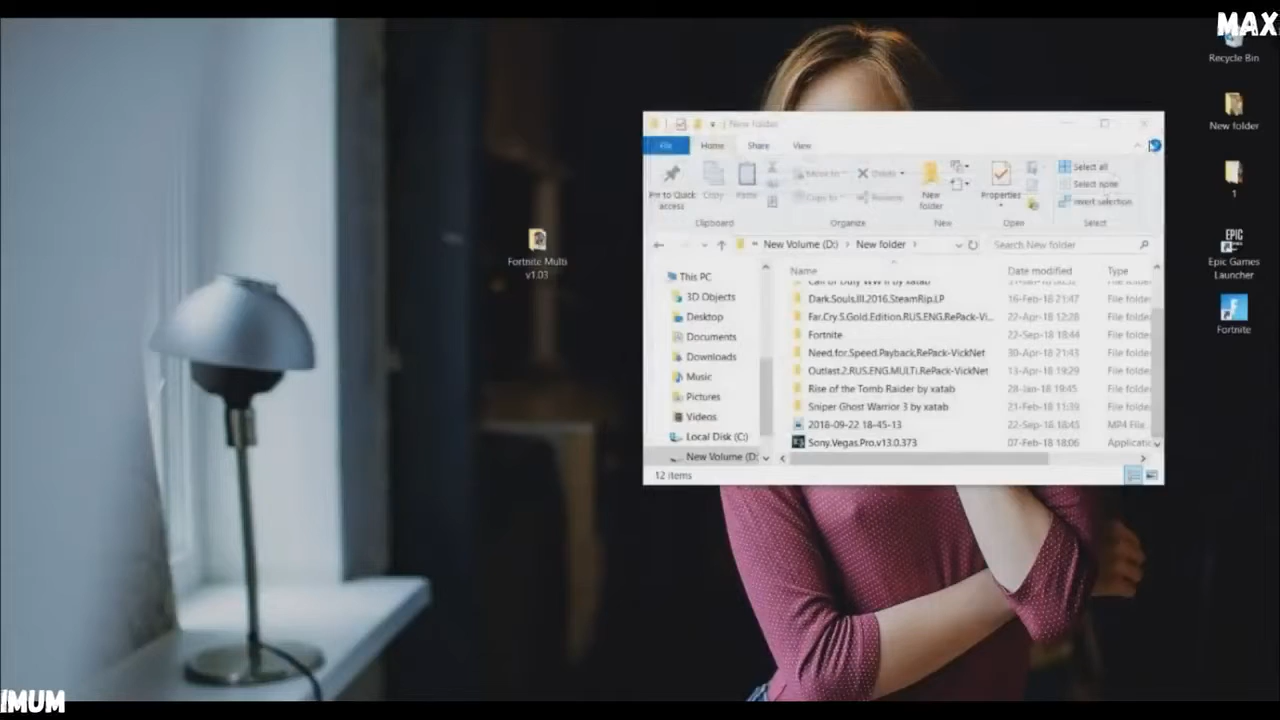 MAX
Recycle Bin
New folder
1
EPIC
GAMES
Epic Games
Launcher
Fortnite
Fortnite Multi
v1.03
New folder
File
Home
Share
View
Pin to Quick
access
Copy
Paste
Move to
Copy to
Delete
Rename
New
folder
Properties
Select all
Select none
Invert selection
Clipboard
Organize
New
Open
Select
New Volume (D:)
New folder
Search New folder
This PC
3D Objects
Desktop
Documents
Downloads
Music
Pictures
Videos
Local Disk (C:)
New Volume (D:
Name
Date modified
Type
Call of Duty WW II by xatab
File folder
Dark.Souls.III.2016.SteamRip.LP
16-Feb-18 21:47
File folder
Far.Cry.5.Gold.Edition.RUS.ENG.RePack-Vi...
22-Apr-18 12:28
File folder
Fortnite
22-Sep-18 18:44
File folder
Need.for.Speed.Payback.RePack-VickNet
30-Apr-18 21:43
File folder
Outlast.2.RUS.ENG.MULTi.RePack-VickNet
13-Apr-18 19:29
File folder
Rise of the Tomb Raider by xatab
28-Jan-18 19:45
File folder
Sniper Ghost Warrior 3 by xatab
21-Feb-18 11:39
File folder
2018-09-22 18-45-13
22-Sep-18 18:45
MP4 File
Sony.Vegas.Pro.v13.0.373
07-Feb-18 18:06
Applicatio
12 items
IMUM